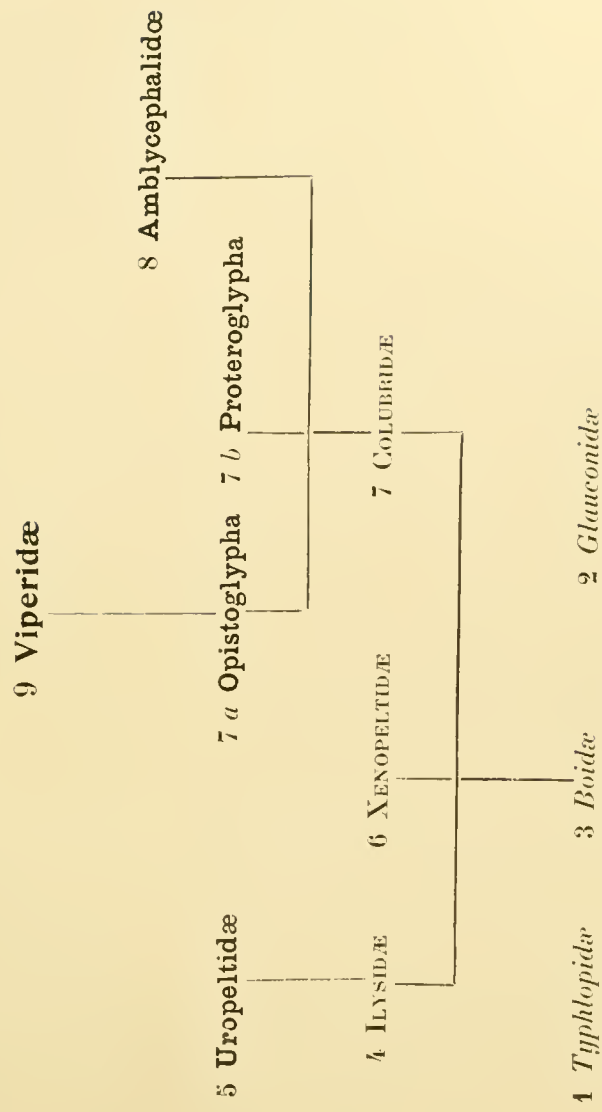 9 Viperidæ
8 Amblycephalidœ
7 a Opistoglypha 7 b Proteroglypha
5 Uropeltidæ
4 ILYSIDÆ 6 XENOPELTIDÆ 7 COLUBRIDÆ
1 Typhlopidæ 3 Boidæ 2 Glauconidæ